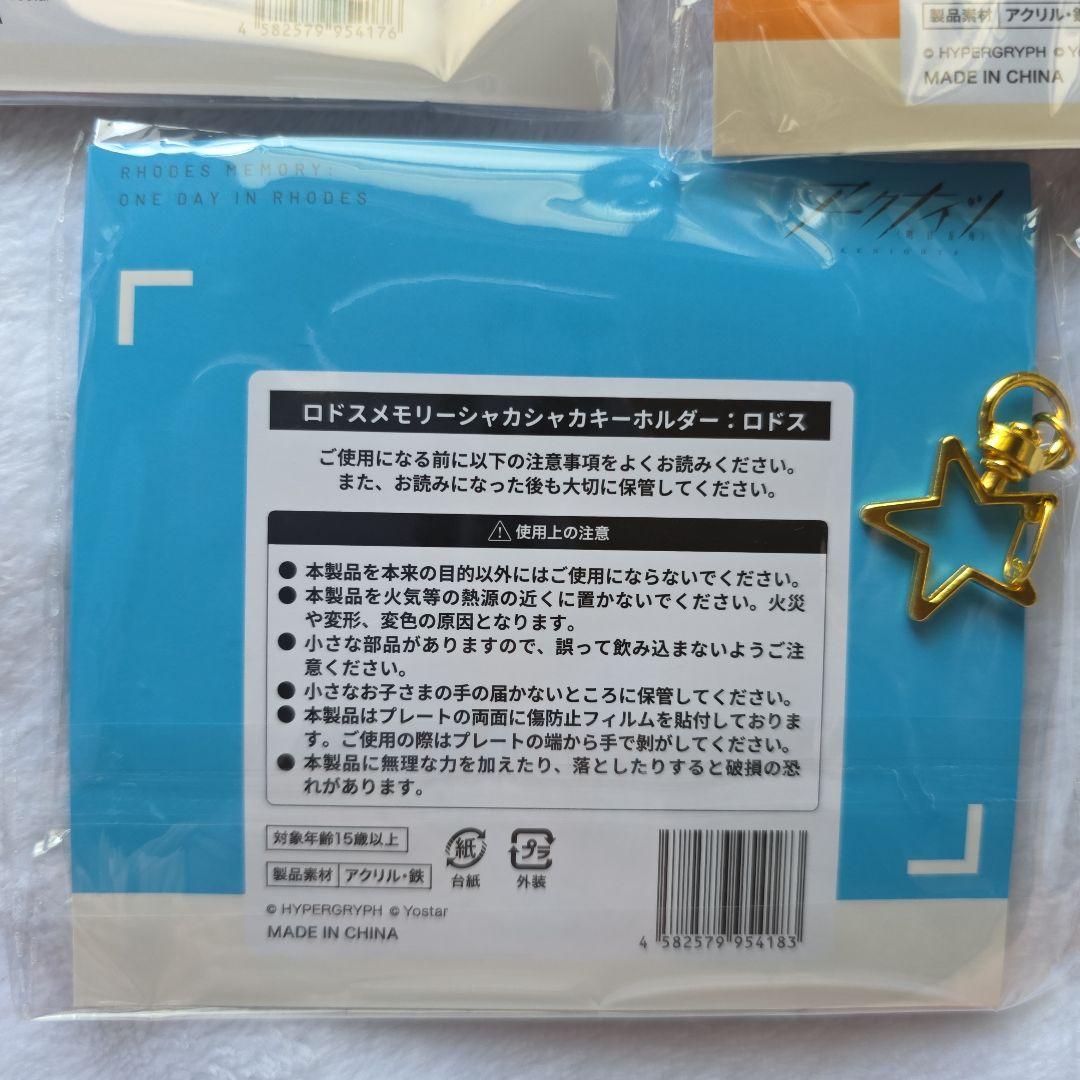 Yostar
4 582579 954176
製品素材 アクリル・鉄
© HYPERGRYPH © Yo
MADE IN CHINA
RHODES MEMORY:
ONE DAY IN RHODES
アークナイツ
ロドスメモリーシャカシャカキーホルダー：ロドス
ご使用になる前に以下の注意事項をよくお読みください。
また、お読みになった後も大切に保管してください。
⚠ 使用上の注意
● 本製品を本来の目的以外にはご使用にならないでください。
● 本製品を火気等の熱源の近くに置かないでください。火災
や変形、変色の原因となります。
● 小さな部品がありますので、誤って飲み込まないようご注
意ください。
● 小さなお子さまの手の届かないところに保管してください。
● 本製品はプレートの両面に傷防止フィルムを貼付しておりま
す。ご使用の際はプレートの端から手で剝がしてください。
● 本製品に無理な力を加えたり、落としたりすると破損の恐
れがあります。
対象年齢15歳以上
紙 プラ
製品素材 アクリル・鉄
台紙 外装
© HYPERGRYPH © Yostar
MADE IN CHINA
4 582579 954183